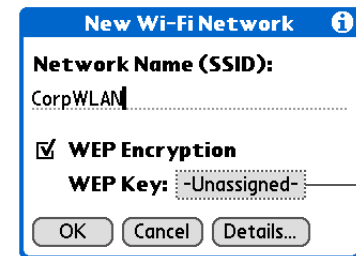 New Wi-Fi Network
Network Name (SSID):
CorpWLAN
WEP Encryption
WEP Key: -Unassigned-
OK Cancel Details...